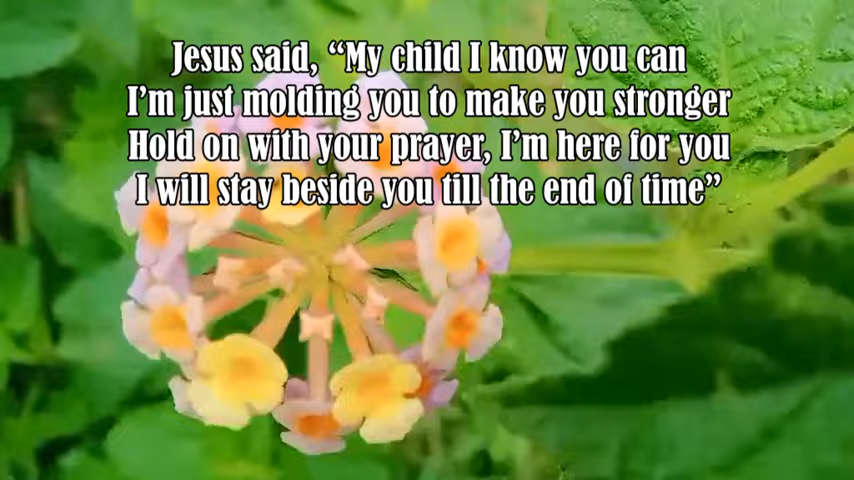 Jesus said, “My child I know you can
I’m just molding you to make you stronger
Hold on with your prayer, I’m here for you
I will stay beside you till the end of time”